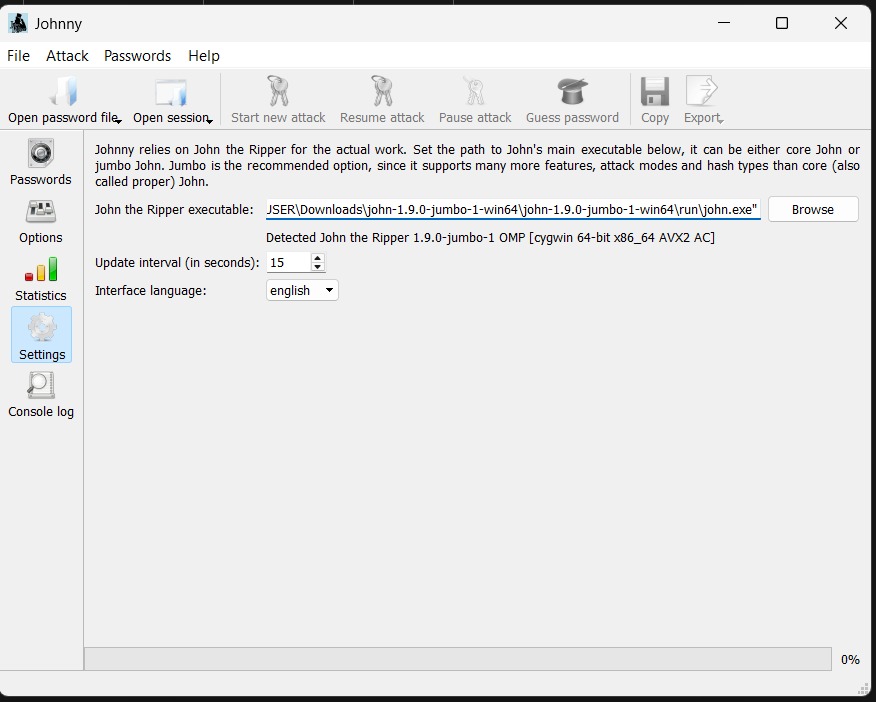 Johnny
File Attack Passwords Help
Open password file Open session Start new attack Resume attack Pause attack Guess password Copy Export
Passwords
Options
Statistics
Settings
Console log
Johnny relies on John the Ripper for the actual work. Set the path to John's main executable below, it can be either core John or
jumbo John. Jumbo is the recommended option, since it supports many more features, attack modes and hash types than core (also
called proper) John.
John the Ripper executable: JSER\Downloads\john-1.9.0-jumbo-1-win64\john-1.9.0-jumbo-1-win64\run\john.exe" Browse
Detected John the Ripper 1.9.0-jumbo-1 OMP [cygwin 64-bit x86_64 AVX2 AC]
Update interval (in seconds): 15
Interface language: english
0%